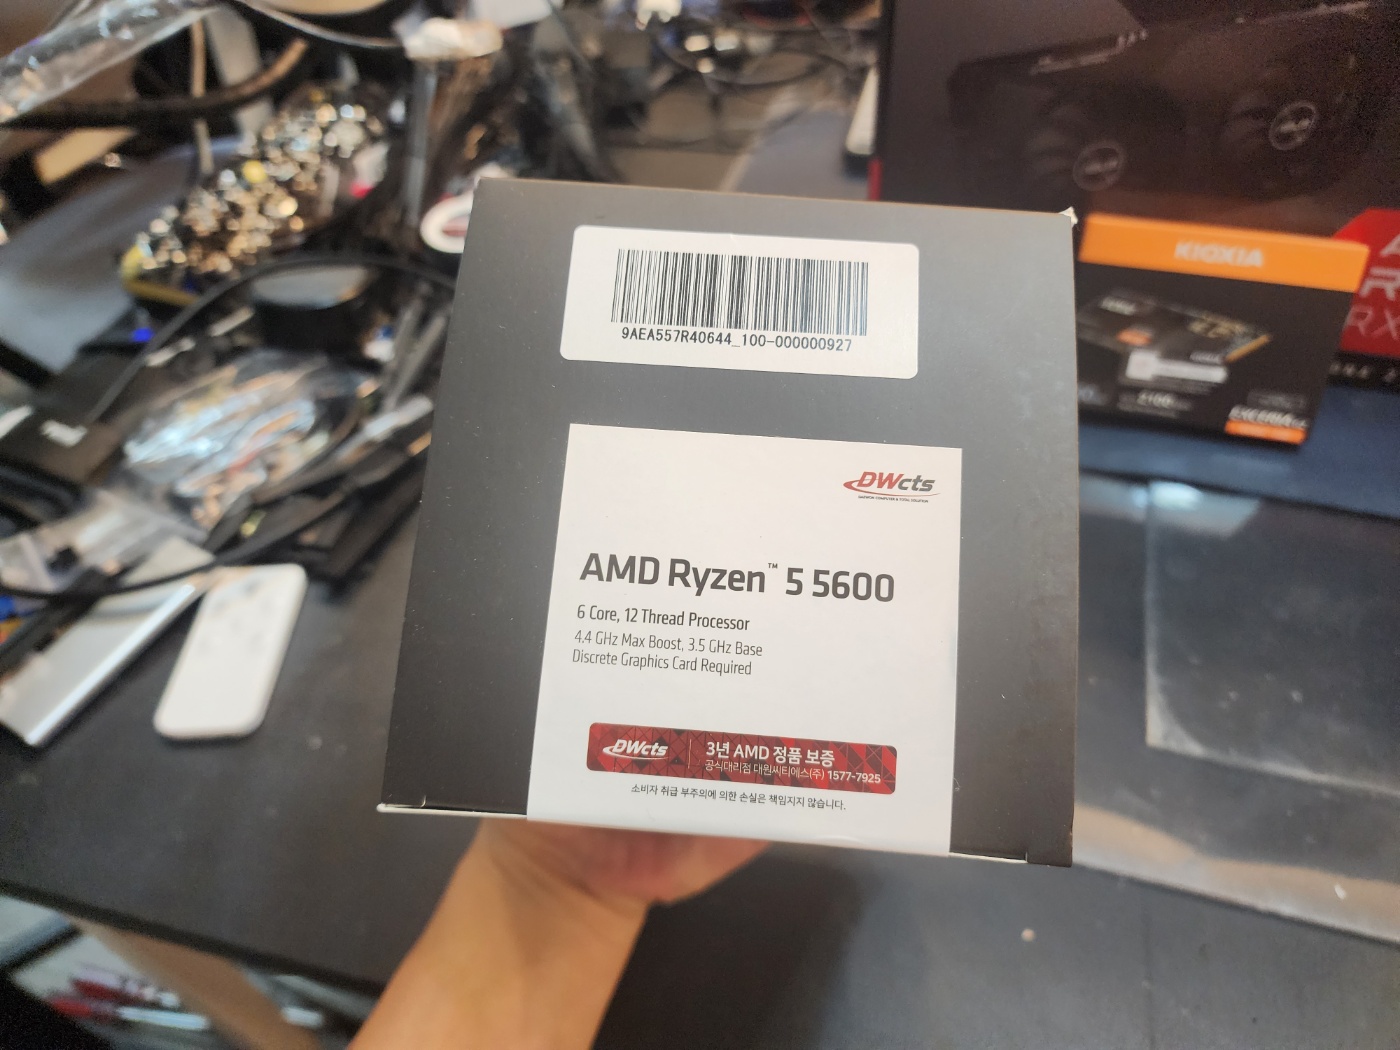 9AEA557R40644_100-000000927
DWcts
AMD Ryzen™ 5 5600
6 Core, 12 Thread Processor
4.4 GHz Max Boost, 3.5 GHz Base
Discrete Graphics Card Required
DWcts
3년 AMD 정품 보증
공식대리점 대원씨티에스(주) 1577-7925
소비자 취급 부주의에 의한 손실은 책임지지 않습니다.
KIOXIA
EXCERIA